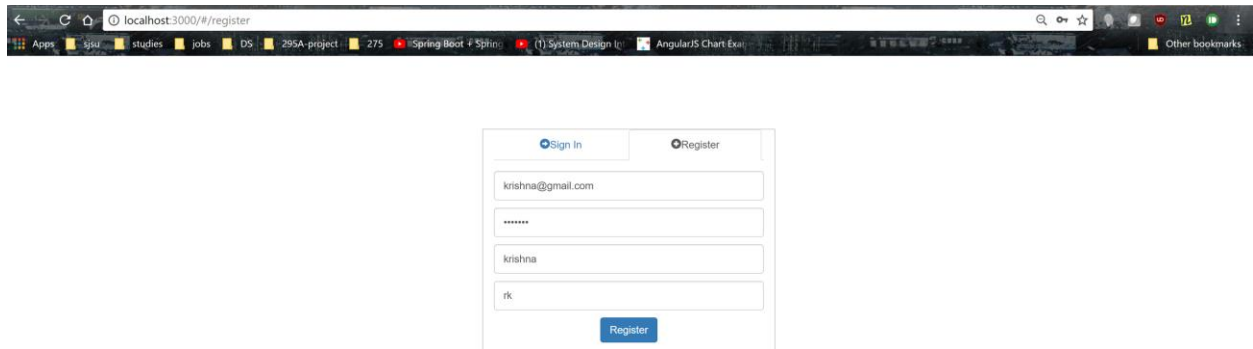 localhost:3000/#/register
Apps sjsu studies jobs DS 295A-project 275 Spring Boot + Spring (1) System Design In AngularJS Chart Exa Other bookmarks
Sign In Register
krishna@gmail.com
•••••••
krishna
rk
Register